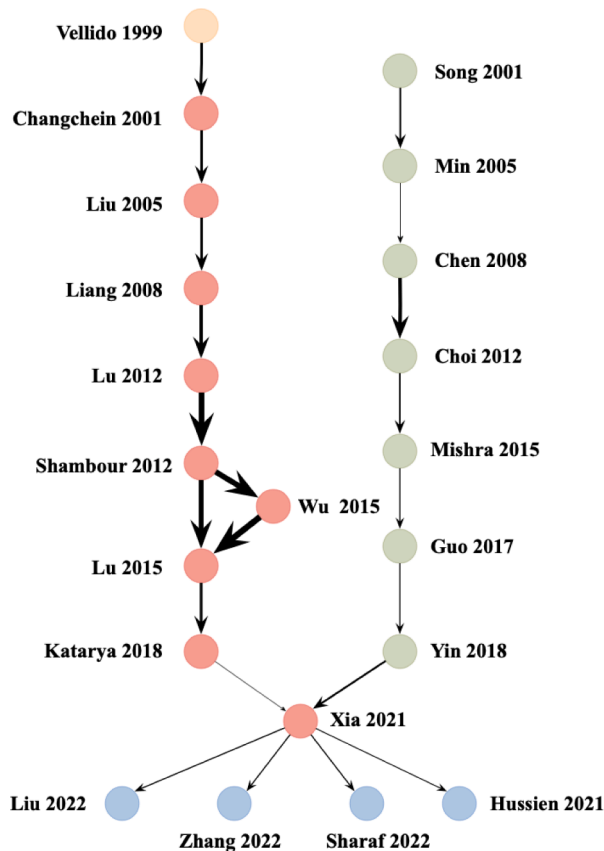 Vellido 1999
Song 2001
Changchein 2001
Min 2005
Liu 2005
Chen 2008
Liang 2008
Choi 2012
Lu 2012
Mishra 2015
Shambour 2012
Wu 2015
Guo 2017
Lu 2015
Katarya 2018
Yin 2018
Xia 2021
Liu 2022
Hussien 2021
Zhang 2022
Sharaf 2022